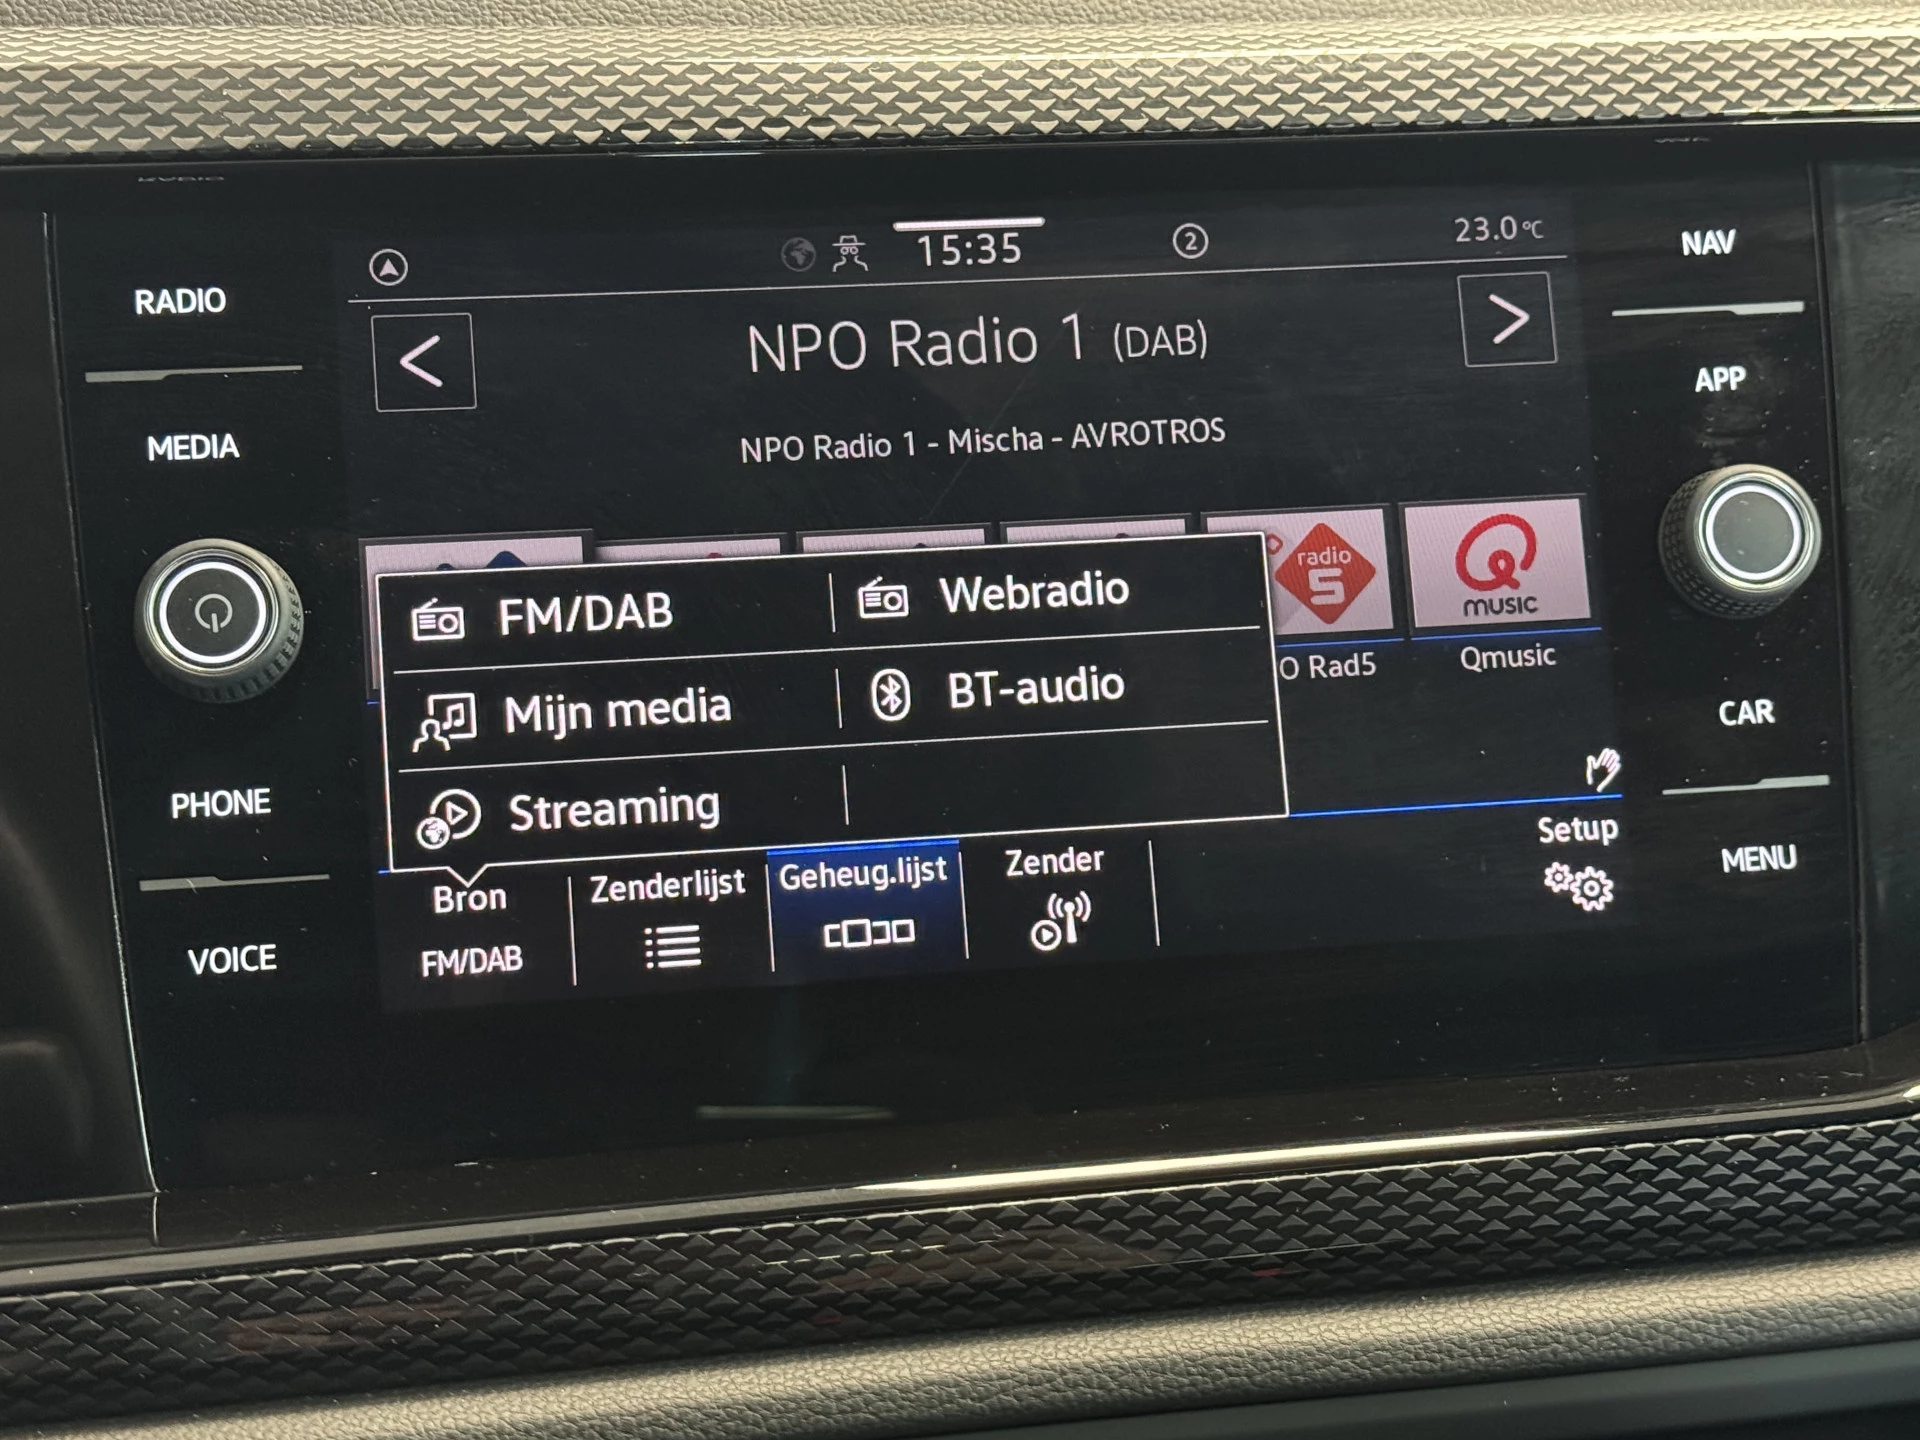 15:35
2
23.0°C
NAV
RADIO
NPO Radio 1 (DAB)
APP
MEDIA
NPO Radio 1 - Mischa - AVROTROS
radio
5
Q
MUSIC
O Rad5
Qmusic
FM/DAB
Webradio
Mijn media
BT-audio
Streaming
CAR
PHONE
Setup
MENU
Bron
FM/DAB
Zenderlijst
Geheug.lijst
Zender
VOICE